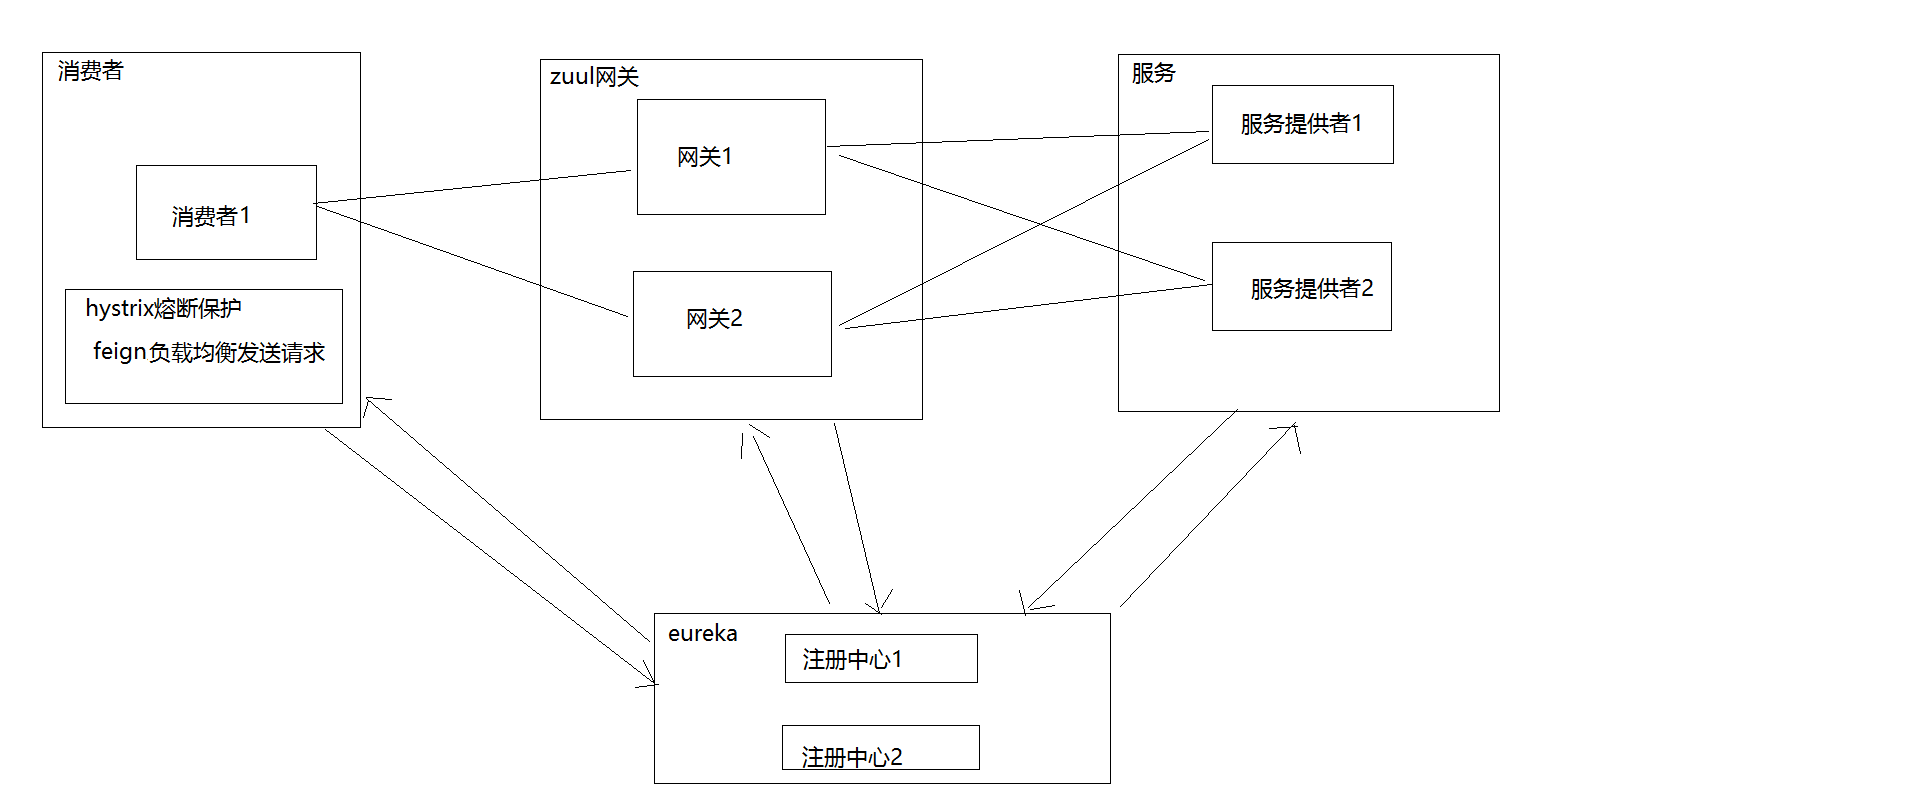 消费者
消费者1
hystrix熔断保护
feign负载均衡发送请求
zuul网关
网关1
网关2
服务
服务提供者1
服务提供者2
eureka
注册中心1
注册中心2